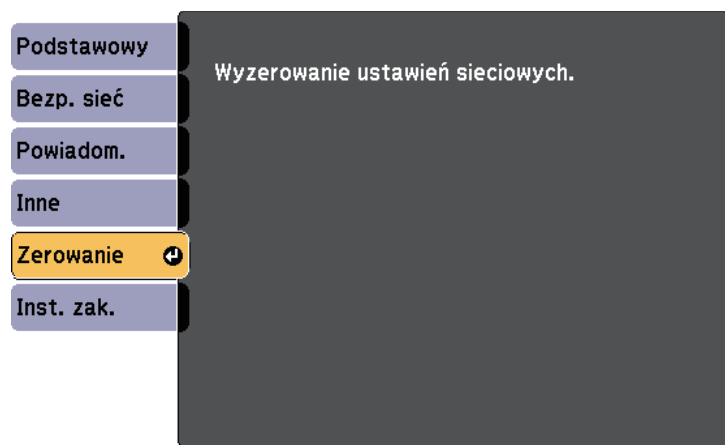 Podstawowy
Bezp. sieć
Powiadom.
Inne
Zerowanie
Inst. zak.
Wyzerowanie ustawień sieciowych.